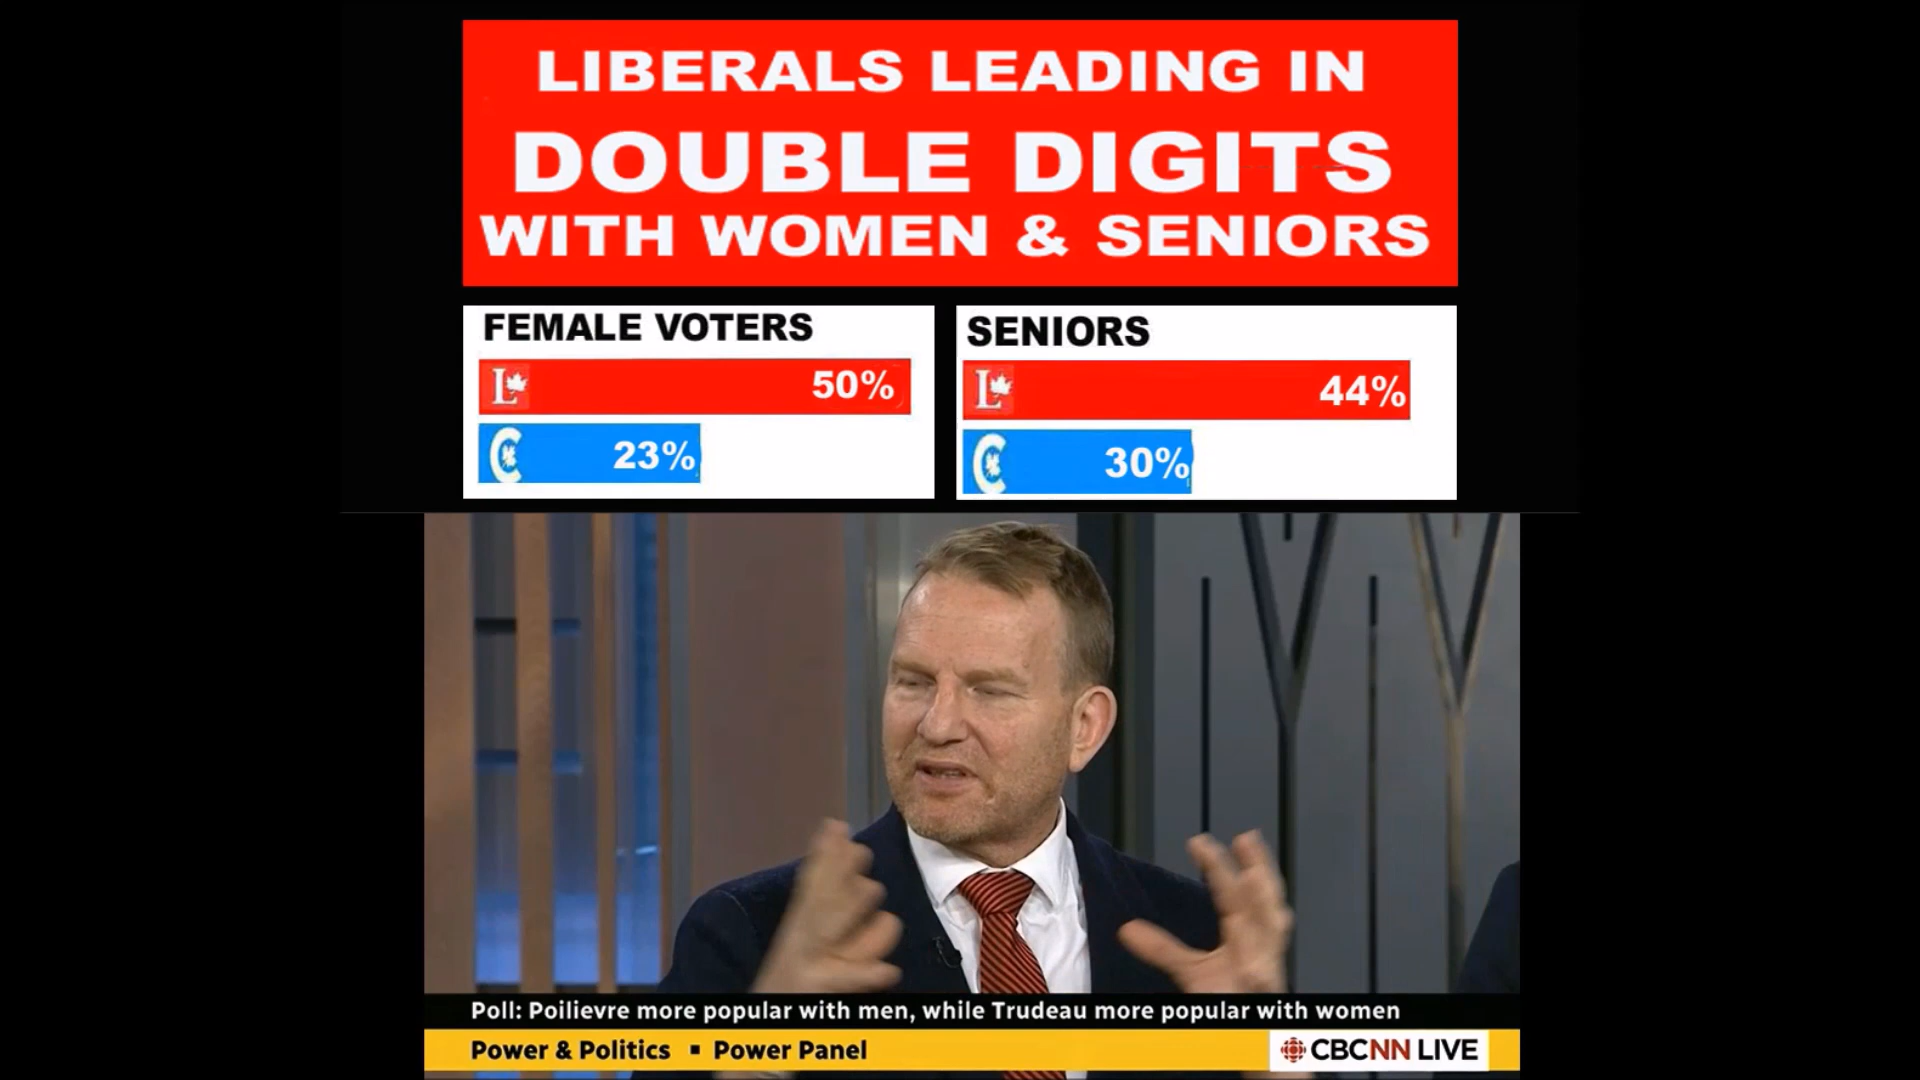 LIBERALS LEADING IN
DOUBLE DIGITS
WITH WOMEN & SENIORS
FEMALE VOTERS
L 50%
C 23%
SENIORS
L 44%
C 30%
Poll: Poilievre more popular with men, while Trudeau more popular with women
Power & Politics ▪ Power Panel
CBCNN LIVE